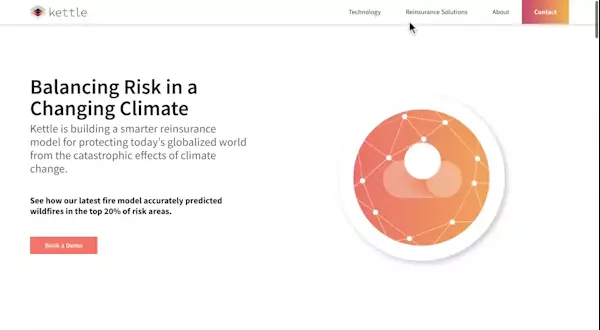 kettle
Technology
Reinsurance Solutions
About
Contact
Balancing Risk in a
Changing Climate
Kettle is building a smarter reinsurance
model for protecting today's globalized world
from the catastrophic effects of climate
change.
See how our latest fire model accurately predicted
wildfires in the top 20% of risk areas.
Book a Demo